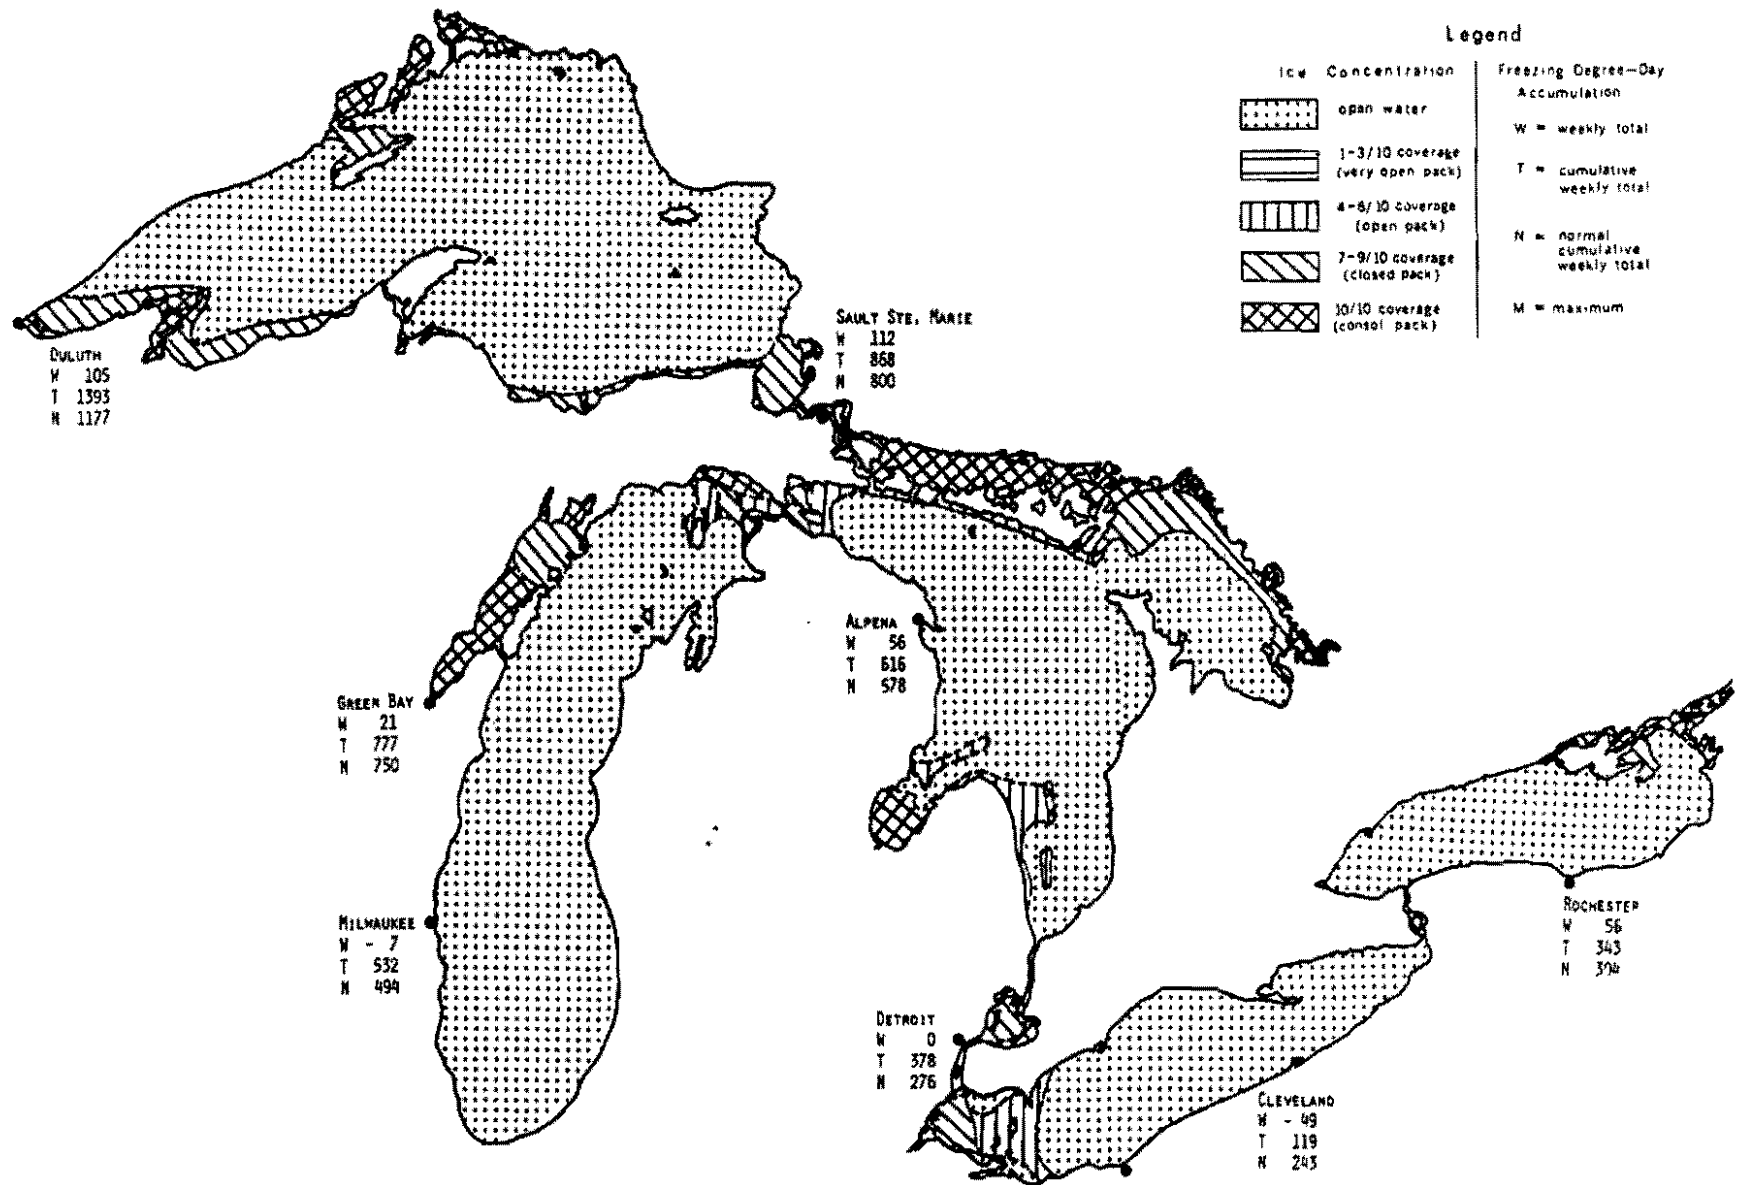 Legend
Ice Concentration
open water
1-3/10 coverage
(very open pack)
4-6/10 coverage
(open pack)
7-9/10 coverage
(closed pack)
10/10 coverage
(consol pack)
Freezing Degree-Day
Accumulation
W = weekly total
T = cumulative
weekly total
N = normal
cumulative
weekly total
M = maximum
DULUTH
W 105
T 1393
N 1177
SAULT STE. MARIE
W 112
T 868
N 800
GREEN BAY
W 21
T 777
N 750
ALPENA
W 56
T 616
N 578
MILWAUKEE
W - 7
T 532
N 494
DETROIT
W 0
T 378
N 276
CLEVELAND
W - 49
T 119
N 243
ROCHESTER
W 56
T 343
N 304